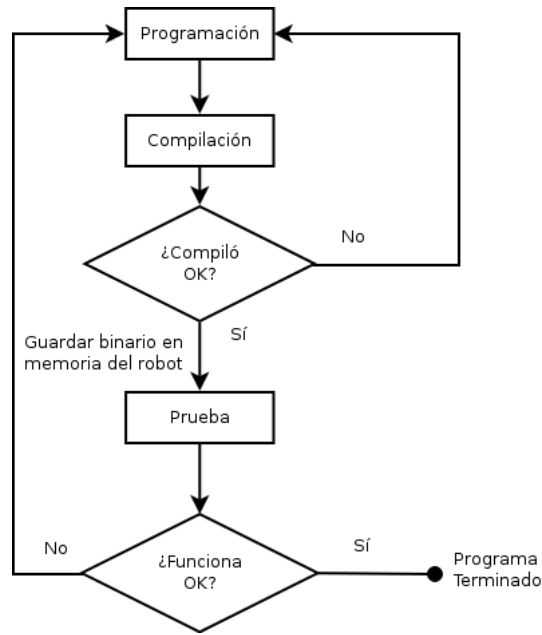 Programación
Compilación
¿Compiló
OK?
No
Sí
Guardar binario en
memoria del robot
Prueba
¿Funciona
OK?
No
Sí
Programa
Terminado